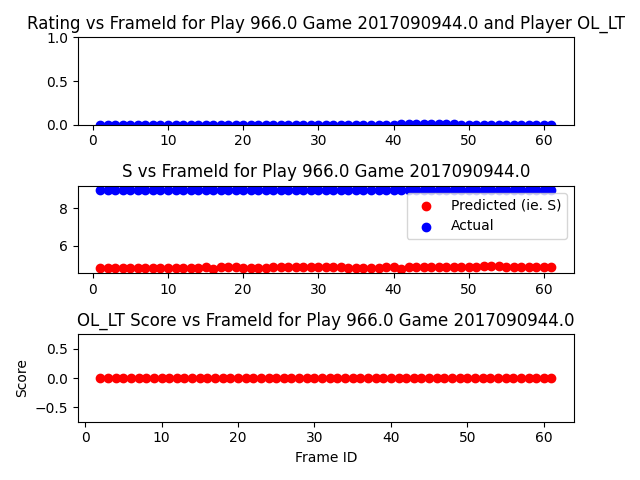 Rating vs FrameId for Play 966.0 Game 2017090944.0 and Player OL_LT
1.0
0.5
0.0
0 10 20 30 40 50 60
S vs FrameId for Play 966.0 Game 2017090944.0
8
6
Predicted (ie. S)
Actual
0 10 20 30 40 50 60
OL_LT Score vs FrameId for Play 966.0 Game 2017090944.0
Score
0.5
0.0
−0.5
0 10 20 30 40 50 60
Frame ID